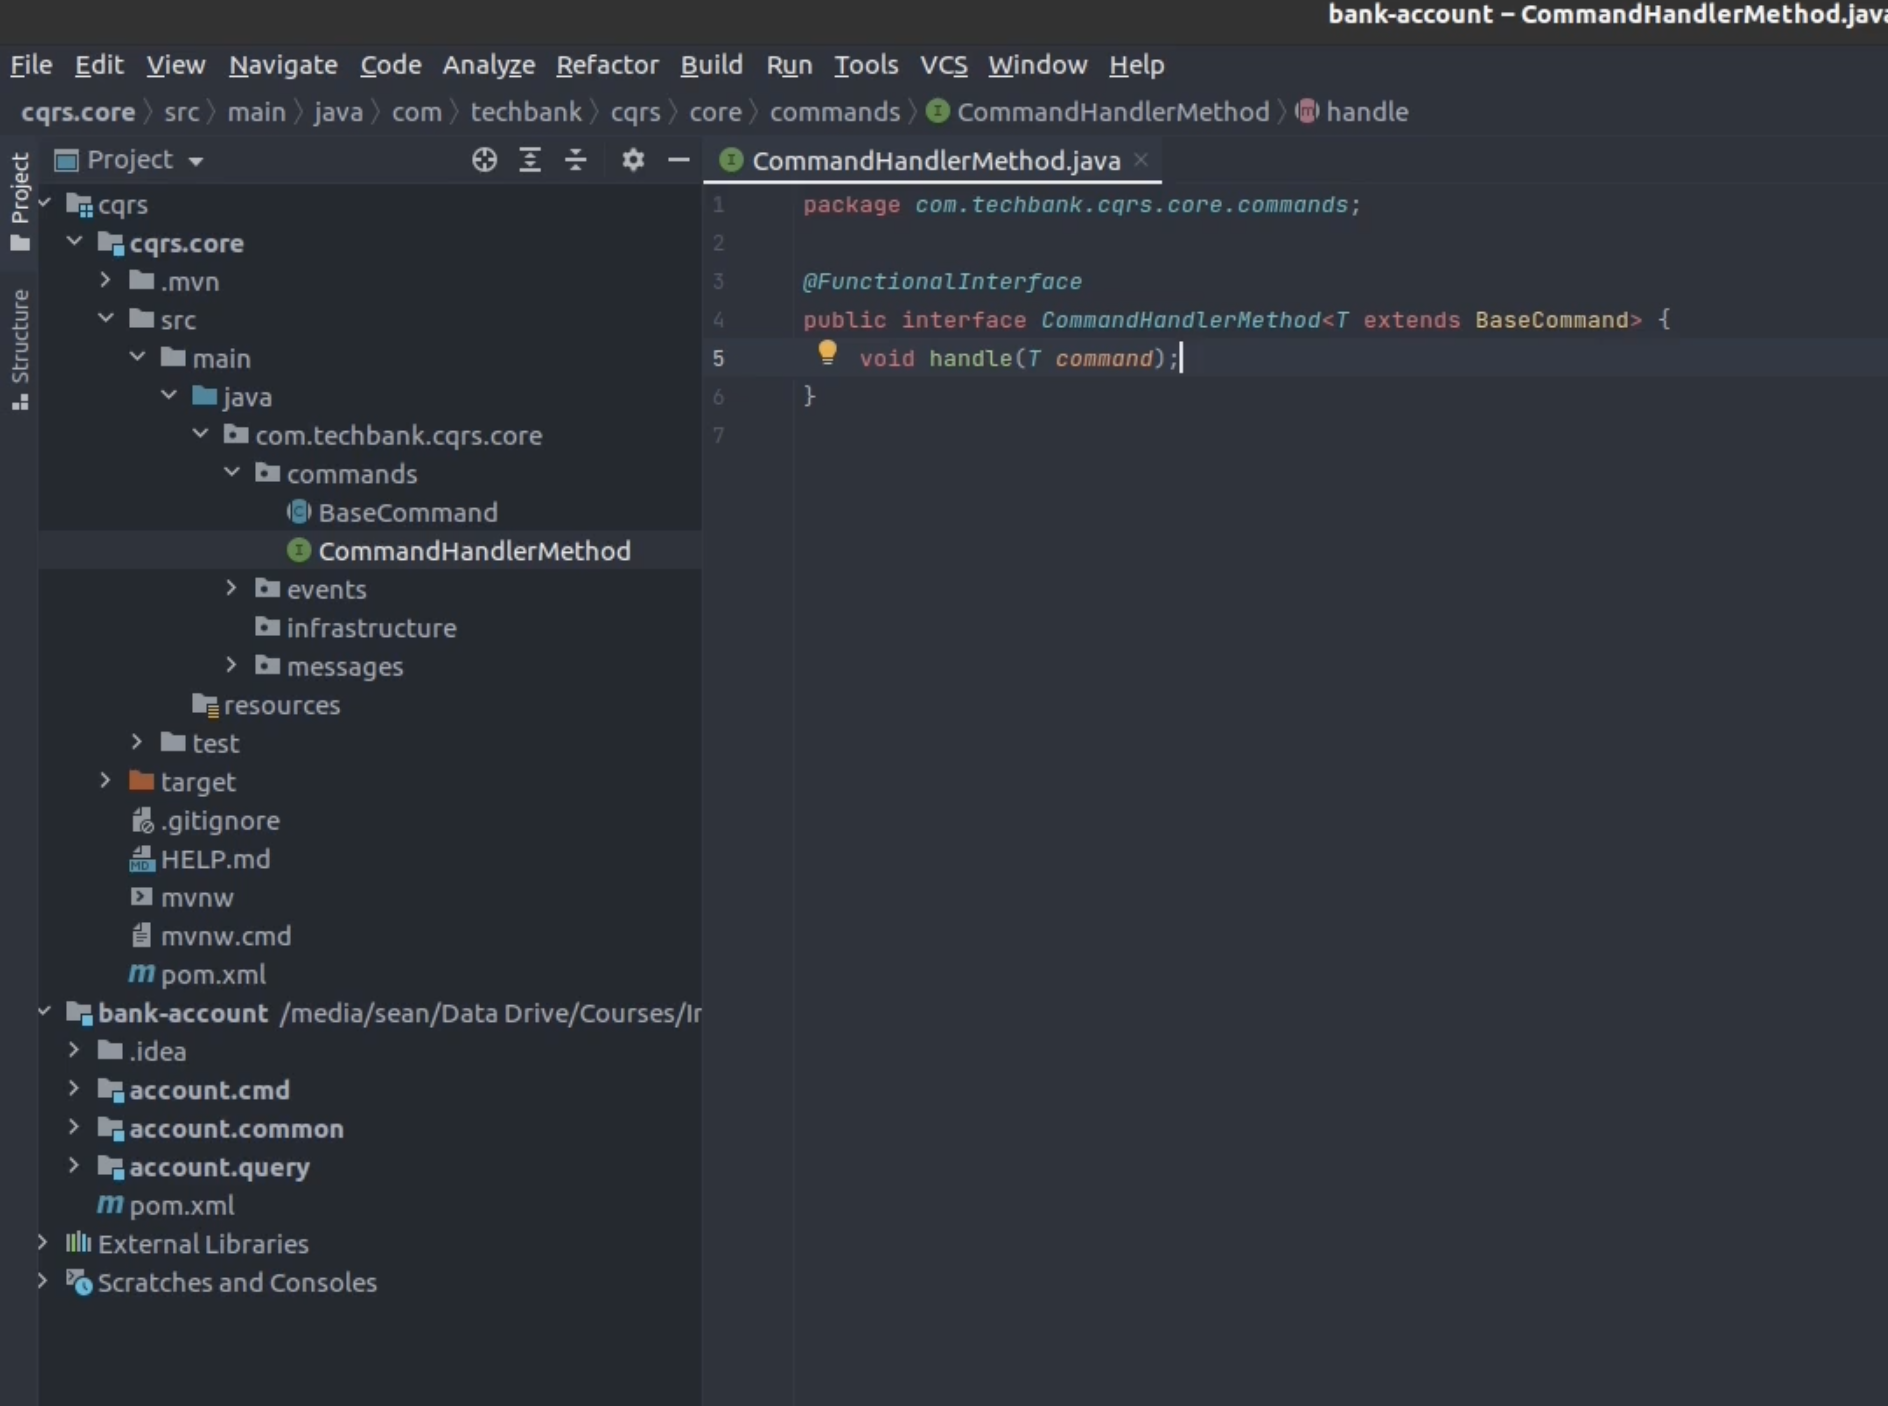 bank-account – CommandHandlerMethod.java
File Edit View Navigate Code Analyze Refactor Build Run Tools VCS Window Help
cqrs.core src main java com techbank cqrs core commands I CommandHandlerMethod m handle
Project
Structure
Project
cqrs
cqrs.core
.mvn
src
main
java
com.techbank.cqrs.core
commands
C BaseCommand
I CommandHandlerMethod
events
infrastructure
messages
resources
test
target
.gitignore
MD HELP.md
mvnw
mvnw.cmd
m pom.xml
bank-account /media/sean/Data Drive/Courses/
.idea
account.cmd
account.common
account.query
m pom.xml
External Libraries
Scratches and Consoles
I CommandHandlerMethod.java
1 package com.techbank.cqrs.core.commands;
2
3 @FunctionalInterface
4 public interface CommandHandlerMethod<T extends BaseCommand> {
5 void handle(T command);
6 }
7